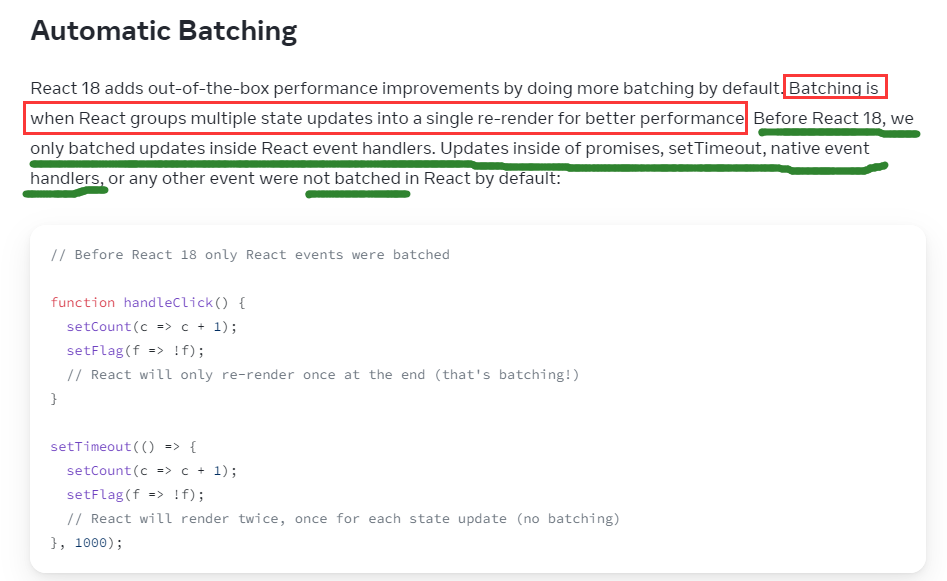 Automatic Batching
React 18 adds out-of-the-box performance improvements by doing more batching by default. Batching is
when React groups multiple state updates into a single re-render for better performance. Before React 18, we
only batched updates inside React event handlers. Updates inside of promises, setTimeout, native event
handlers, or any other event were not batched in React by default:
// Before React 18 only React events were batched
function handleClick() {
  setCount(c => c + 1);
  setFlag(f => !f);
  // React will only re-render once at the end (that's batching!)
}
setTimeout(() => {
  setCount(c => c + 1);
  setFlag(f => !f);
  // React will render twice, once for each state update (no batching)
}, 1000);